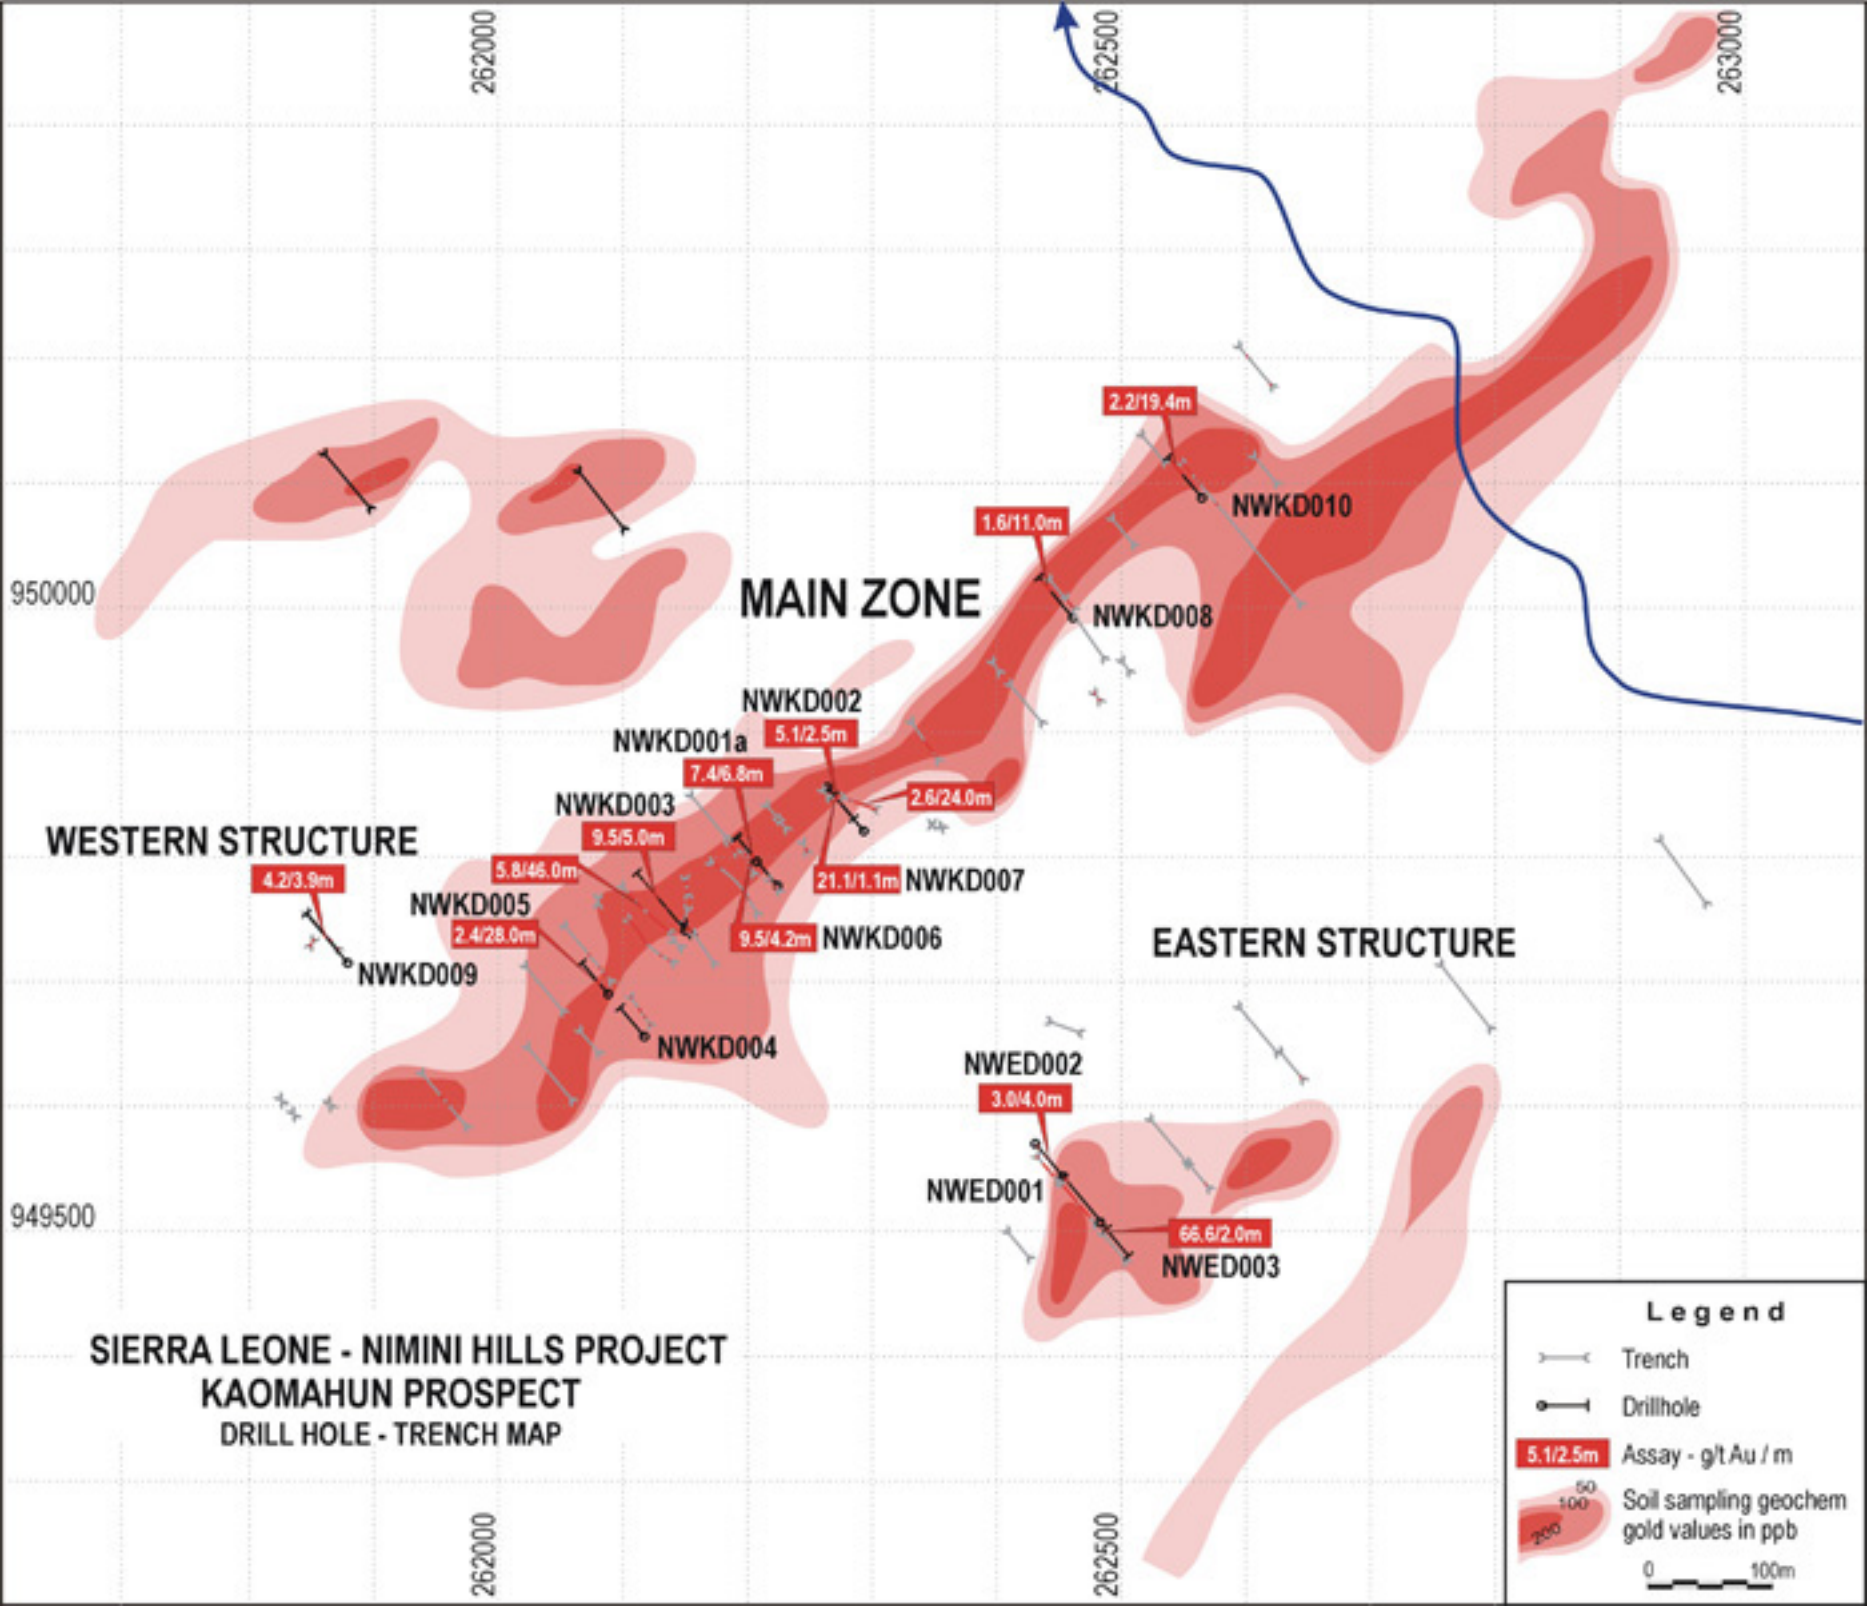 262000
262500
263000
2.2/19.4m
NWKD010
1.6/11.0m
950000
MAIN ZONE
NWKD008
NWKD002
5.1/2.5m
NWKD001a
7.4/6.8m
2.6/24.0m
NWKD003
9.5/5.0m
WESTERN STRUCTURE
4.2/3.9m
5.8/46.0m
21.1/1.1m NWKD007
NWKD005
2.4/28.0m
9.5/4.2m NWKD006
EASTERN STRUCTURE
NWKD009
NWKD004
NWED002
3.0/4.0m
NWED001
949500
66.6/2.0m
NWED003
SIERRA LEONE - NIMINI HILLS PROJECT
KAOMAHUN PROSPECT
DRILL HOLE - TRENCH MAP
Legend
Trench
Drillhole
5.1/2.5m Assay - g/t Au / m
50
100
200
Soil sampling geochem
gold values in ppb
0 100m
262000
262500